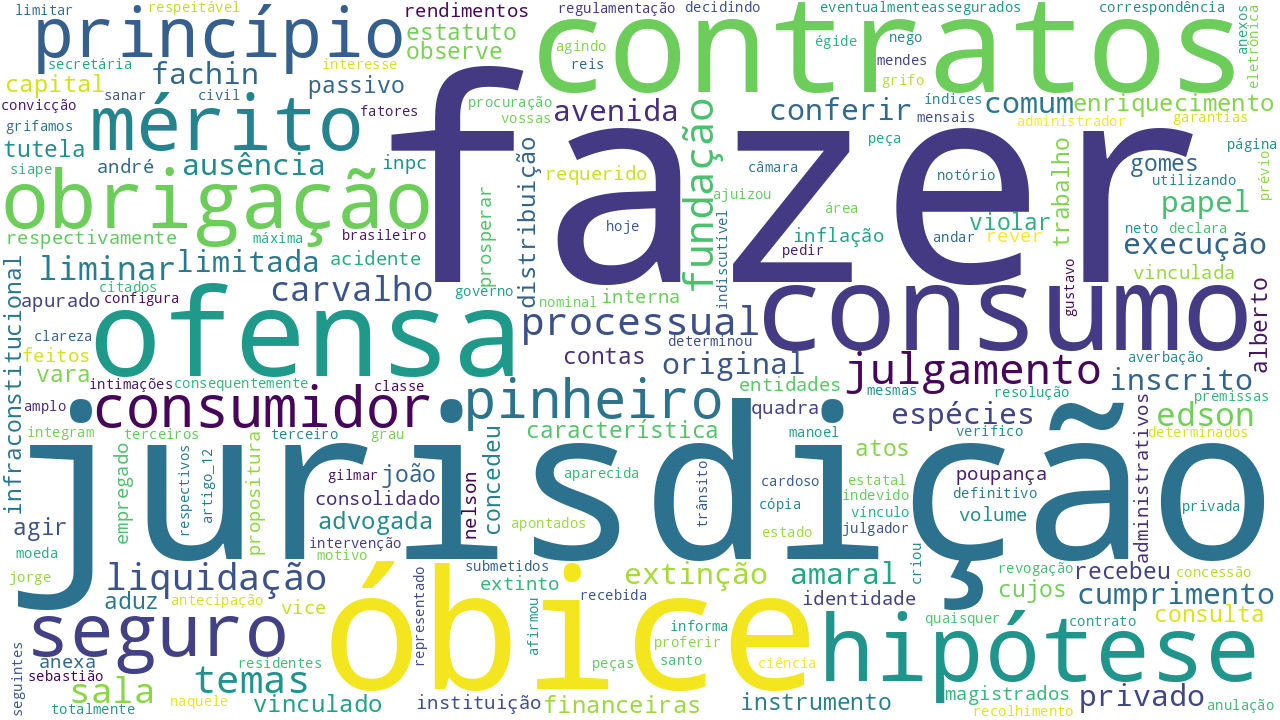 limitar
respeitável
rendimentos
regulamentação
decidindo
eventualmenteassegurados
correspondência
princípio
estatuto
observe
contratos
agindo
égide
nego
anexos
eletrônica
secretária
interesse
reis
mendes
capital
fachin
passivo
grifo
convicção
sanar
civil
fatores
procuração
vossas
avenida
conferir
índices
mensais
comum
enriquecimento
grifamos
mérito
fazer
fundação
administrador
garantias
tutela
siape
andré
ausência
inpc
distribuição
requerido
câmara
peça
notório
trabalho
gomes
página
utilizando
prévio
obrigação
prosperar
ajuizou
área
violar
papel
hoje
inflação
andar
rever
declara
neto
respectivamente
máxima
brasileiro
pedir
execução
infraconstitucional
liminar
limitada
acidente
indiscutível
vinculada
citados
apurado
configura
carvalho
governo
nominal
interna
consumo
gustavo
alberto
ofensa
processual
clareza
determinou
feitos
vara
contas
original
julgamento
averbação
intimações
consequentemente
classe
entidades
mesmas
resolução
inscrito
premissas
amplo
consumidor
pinheiro
quadra
espécies
edson
integram
terceiros
terceiro
grau
característica
manoel
verifico
determinados
jurisdição
empregado
respectivos
artigo_12
propositura
gilmar
joão
nelson
concedeu
aparecida
trânsito
cardoso
atos
estatal
poupança
administrativos
consolidado
cópia
indevido
definitivo
privada
agir
advogada
apontados
vínculo
volume
moeda
intervenção
motivo
estado
julgador
jorge
liquidação
submetidos
extinto
extinção
amaral
criou
revogação
recebeu
concessão
aduz
antecipação
vice
representado
recebida
identidade
cujos
cumprimento
seguro
óbice
afirmou
informa
proferir
quaisquer
contrato
consulta
hipótese
anexa
residentes
peças
santo
ciência
sebastião
seguintes
sala
temas
totalmente
naquele
vinculado
instituição
financeiras
instrumento
magistrados
recolhimento
privado
anulação